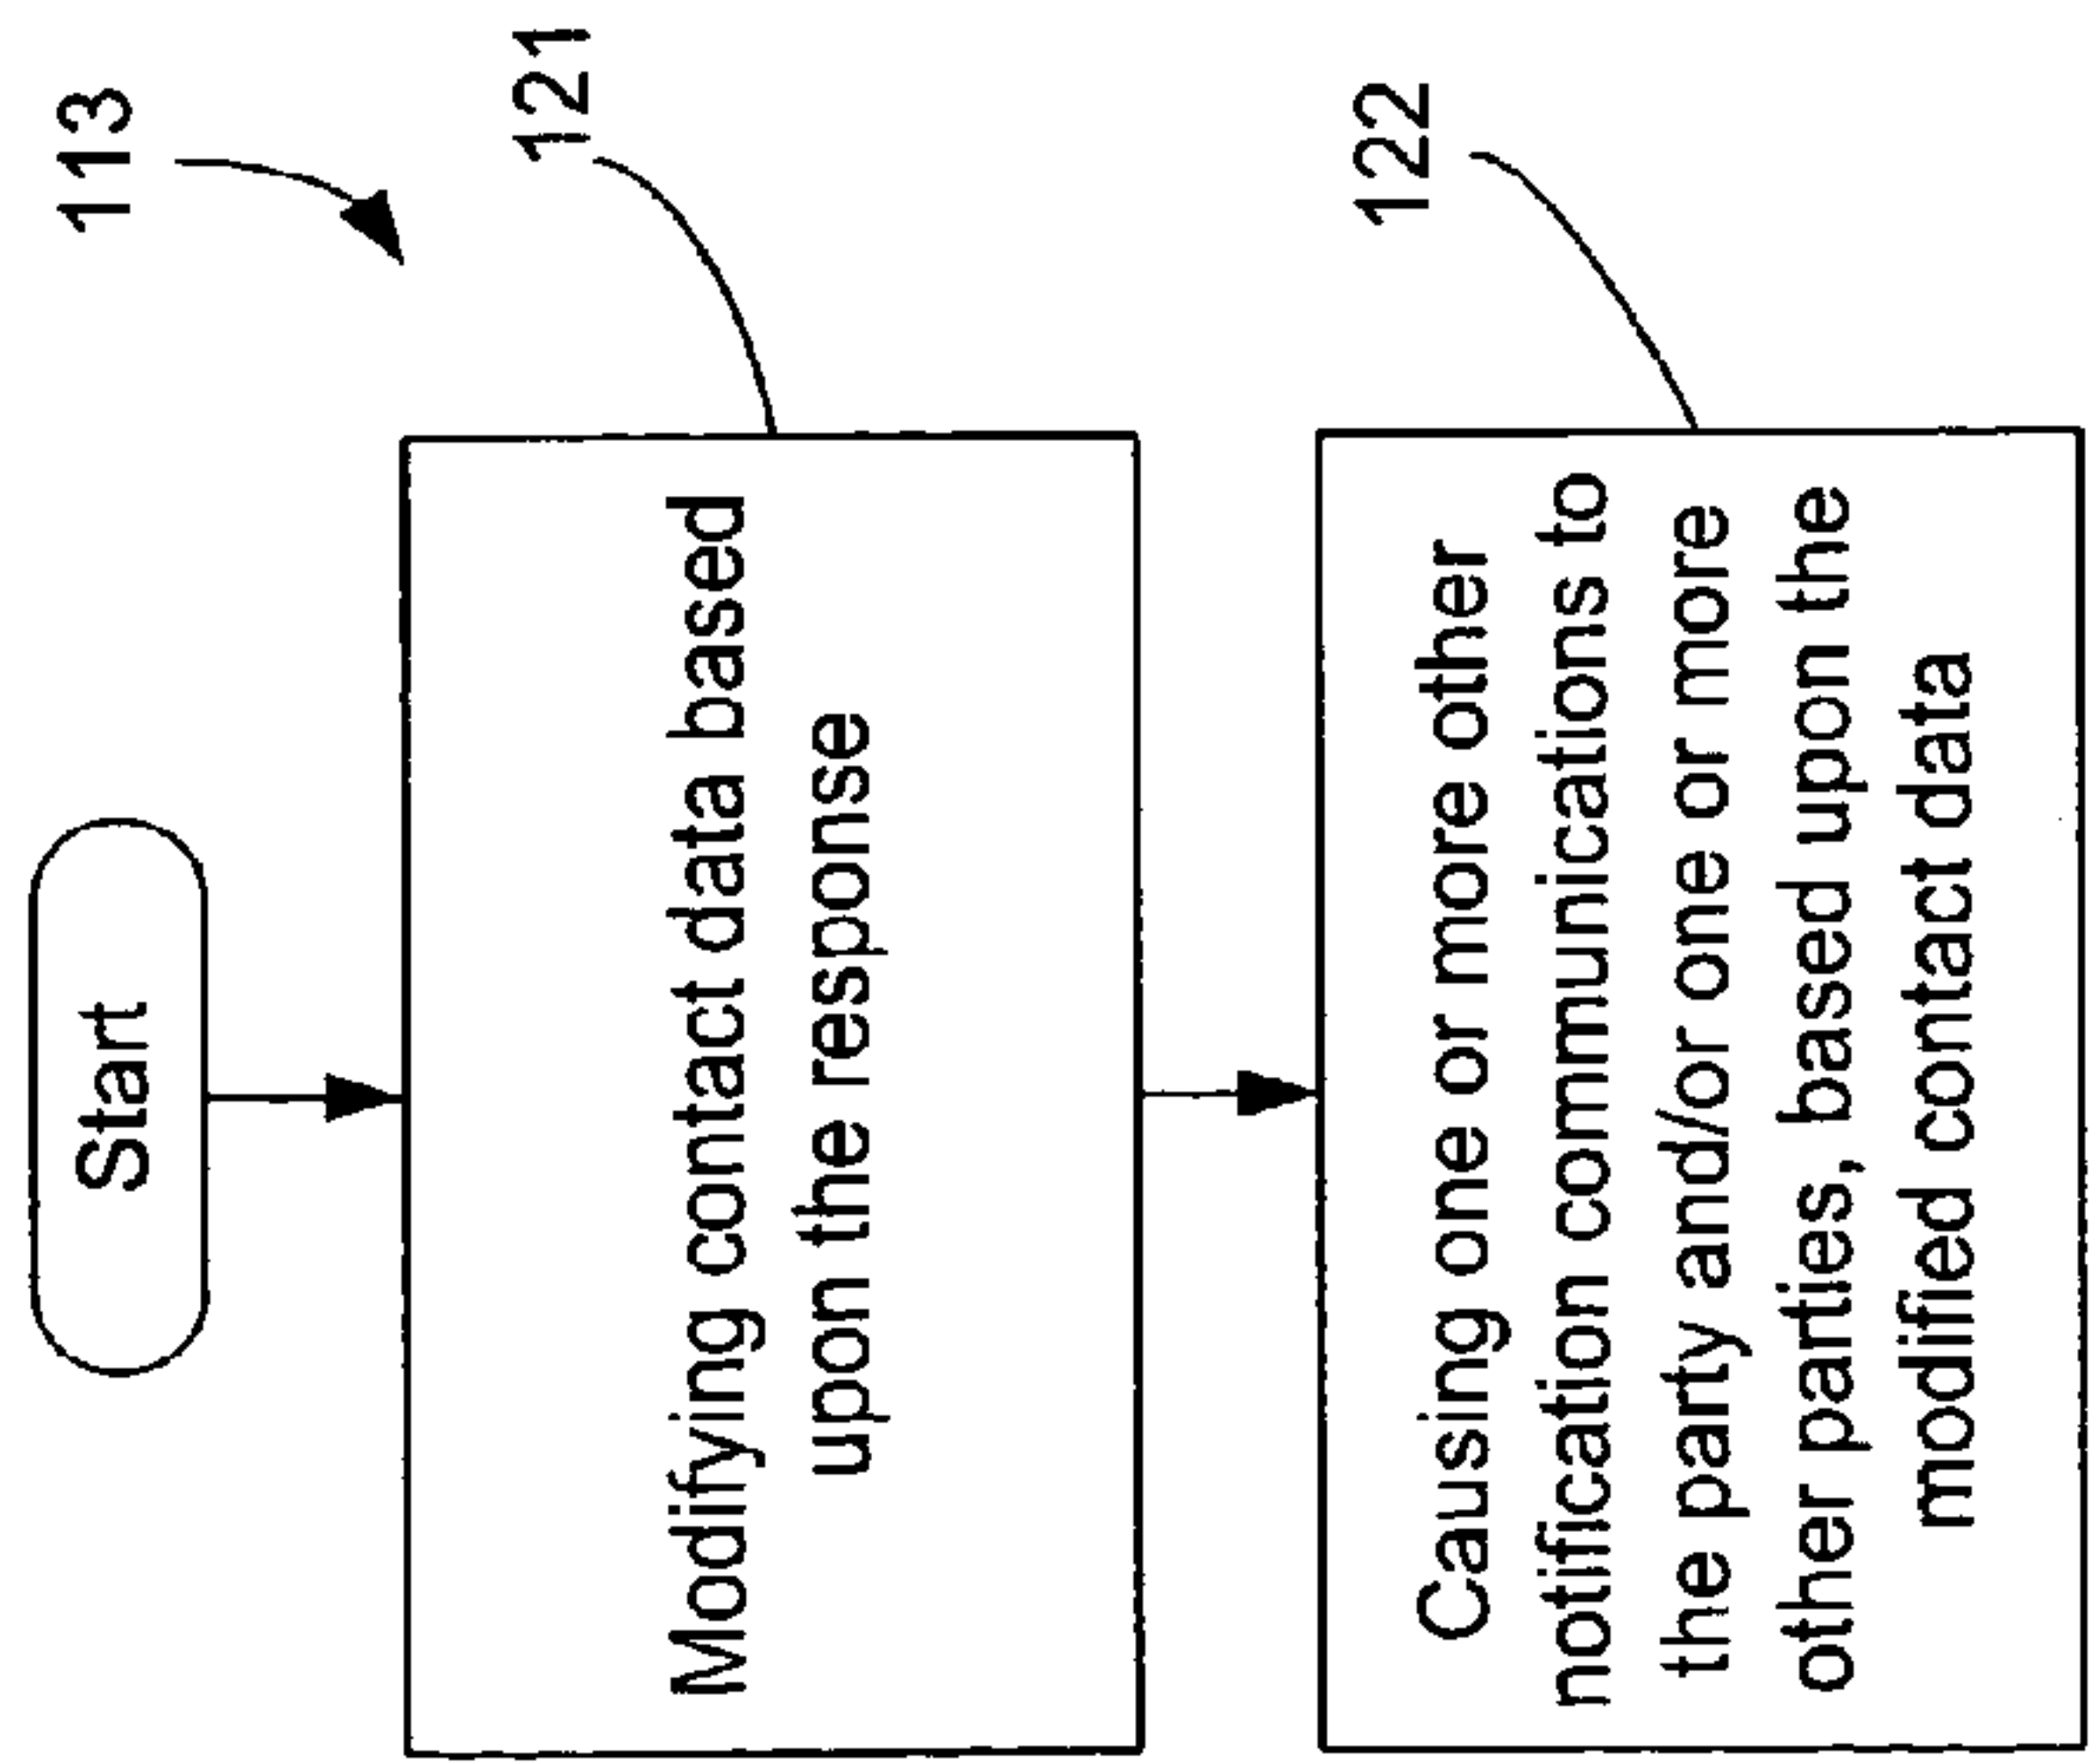 113
Start
121
Modifying contact data based
upon the response
122
Causing one or more other
notification communications to
the party and/or one or more
other parties, based upon the
modified contact data